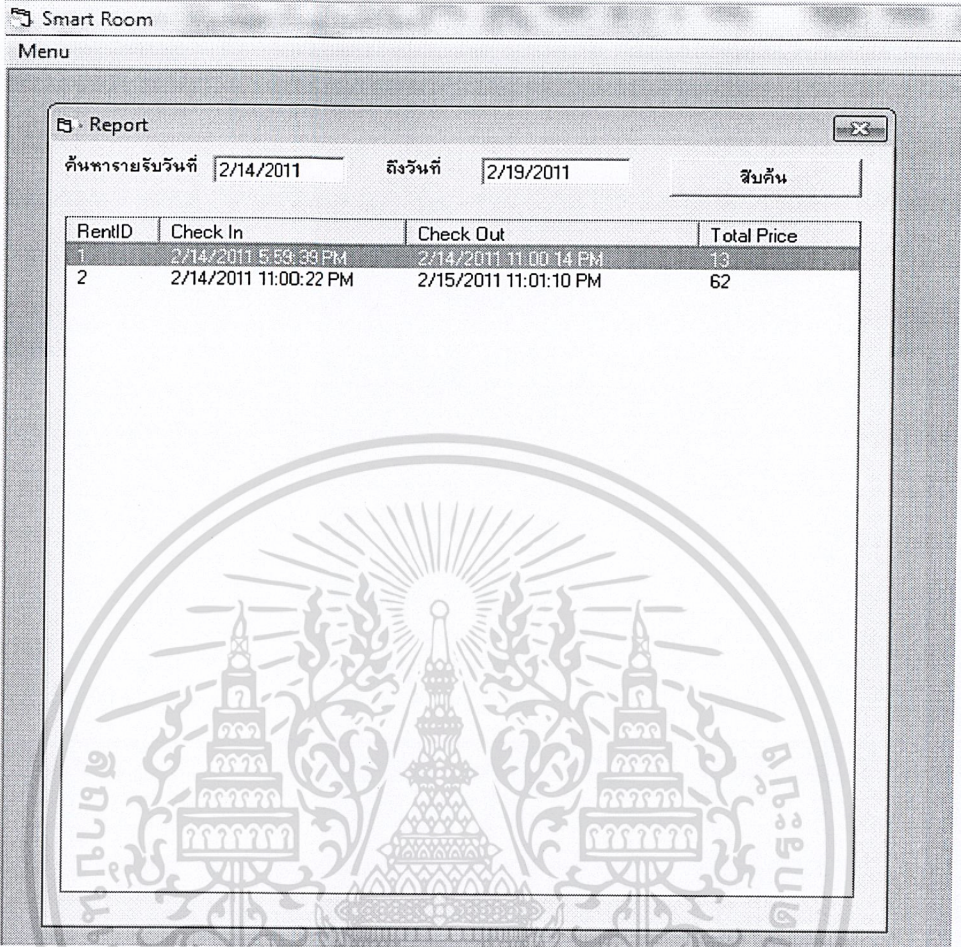 Smart Room
Menu
Report
ค้นหารายรับวันที่ 2/14/2011 ถึงวันที่ 2/19/2011 สืบค้น
RentID Check In Check Out Total Price
1 2/14/2011 5:59:39 PM 2/14/2011 11:00:14 PM 13
2 2/14/2011 11:00:22 PM 2/15/2011 11:01:10 PM 62